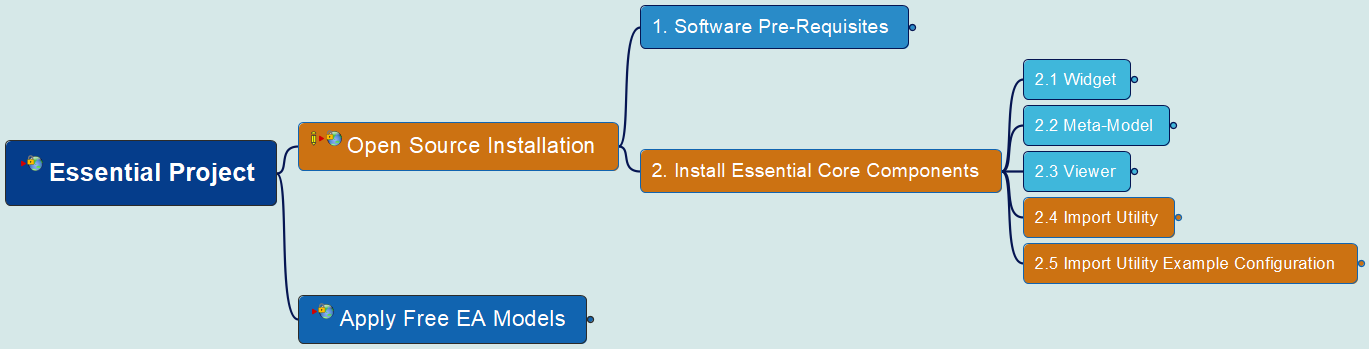 Essential Project
Open Source Installation
1. Software Pre-Requisites
2. Install Essential Core Components
2.1 Widget
2.2 Meta-Model
2.3 Viewer
2.4 Import Utility
2.5 Import Utility Example Configuration
Apply Free EA Models